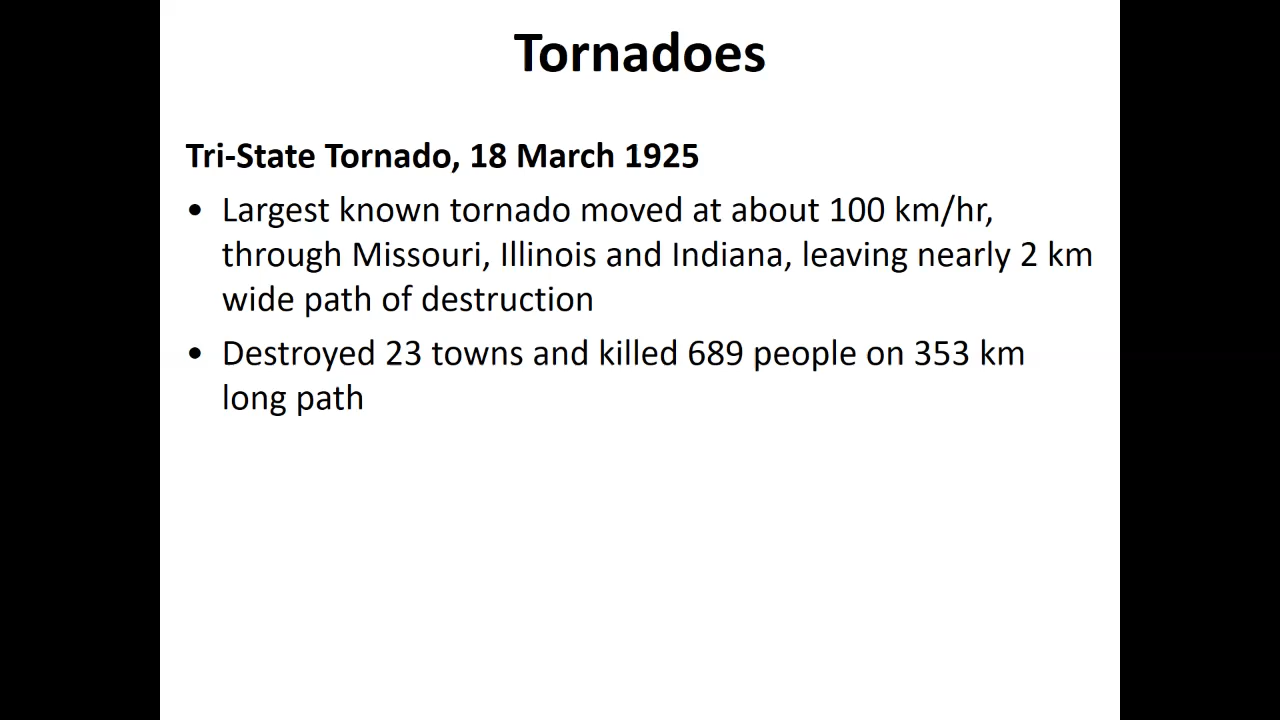 Tornadoes
Tri-State Tornado, 18 March 1925
• Largest known tornado moved at about 100 km/hr,
through Missouri, Illinois and Indiana, leaving nearly 2 km
wide path of destruction
• Destroyed 23 towns and killed 689 people on 353 km
long path